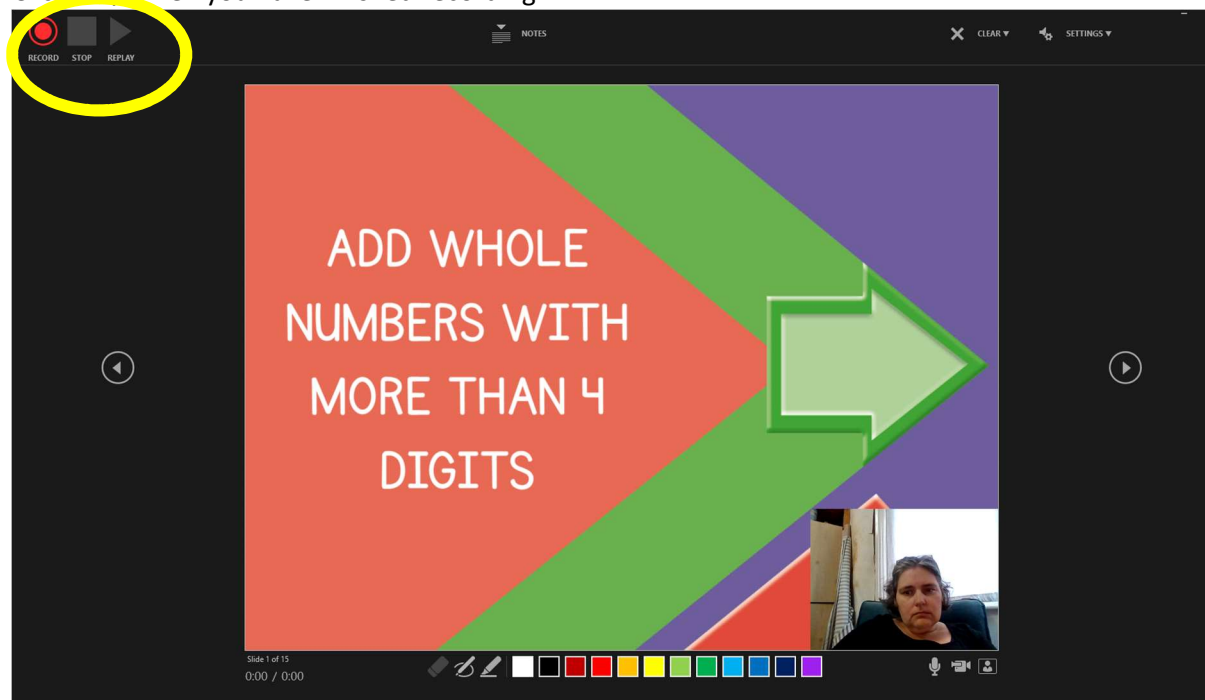 RECORD STOP REPLAY
NOTES
CLEAR
SETTINGS
ADD WHOLE
NUMBERS WITH
MORE THAN 4
DIGITS
Slide 1 of 15
0:00 / 0:00